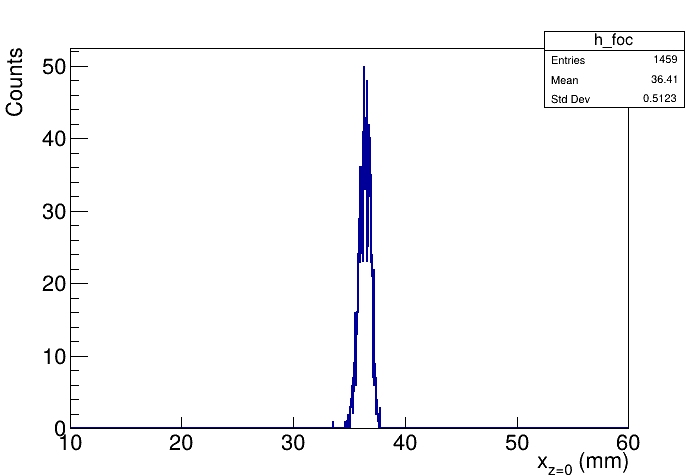 h_foc
Entries 1459
Mean 36.41
Std Dev 0.5123
Counts
50
40
30
20
10
0
10 20 30 40 50 60
x_{z=0} (mm)